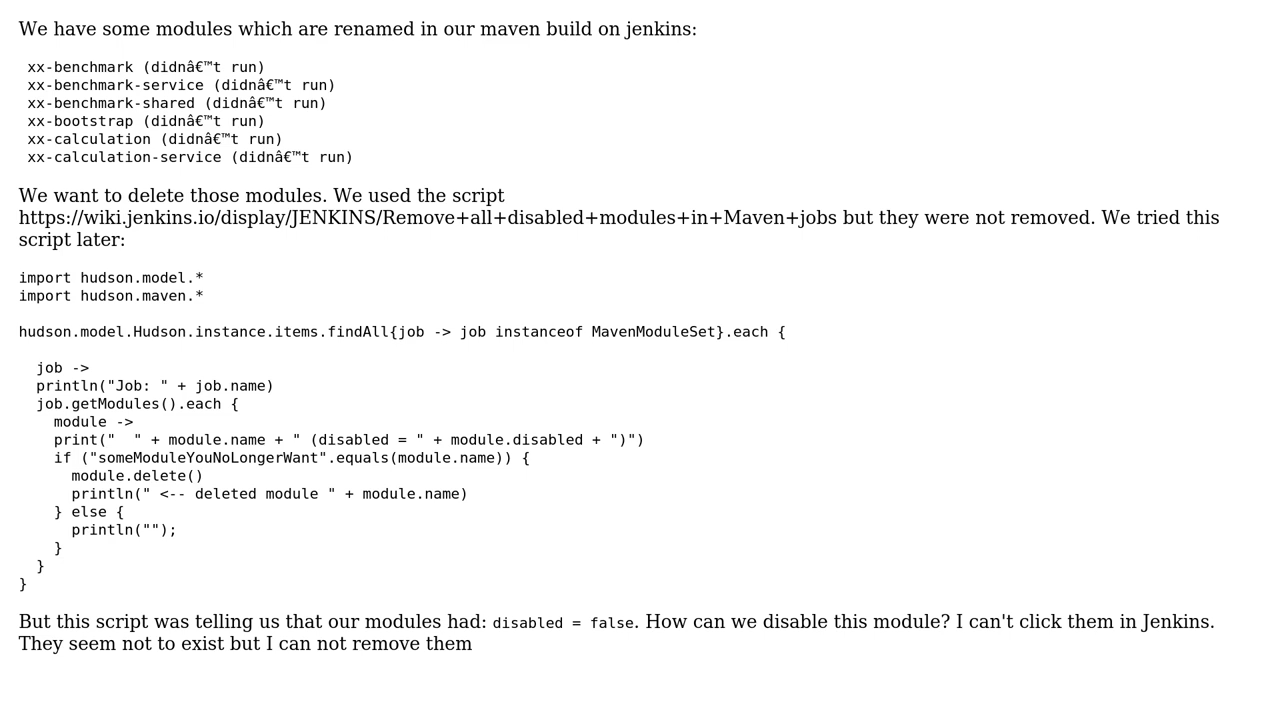 We have some modules which are renamed in our maven build on jenkins:
xx-benchmark (didnâ€™t run)
xx-benchmark-service (didnâ€™t run)
xx-benchmark-shared (didnâ€™t run)
xx-bootstrap (didnâ€™t run)
xx-calculation (didnâ€™t run)
xx-calculation-service (didnâ€™t run)
We want to delete those modules. We used the script
https://wiki.jenkins.io/display/JENKINS/Remove+all+disabled+modules+in+Maven+jobs but they were not removed. We tried this
script later:
import hudson.model.*
import hudson.maven.*
hudson.model.Hudson.instance.items.findAll{job -> job instanceof MavenModuleSet}.each {
  job ->
  println("Job: " + job.name)
  job.getModules().each {
    module ->
    print("  " + module.name + " (disabled = " + module.disabled + ")")
    if ("someModuleYouNoLongerWant".equals(module.name)) {
      module.delete()
      println(" <-- deleted module " + module.name)
    } else {
      println("");
    }
  }
}
But this script was telling us that our modules had: disabled = false. How can we disable this module? I can't click them in Jenkins.
They seem not to exist but I can not remove them